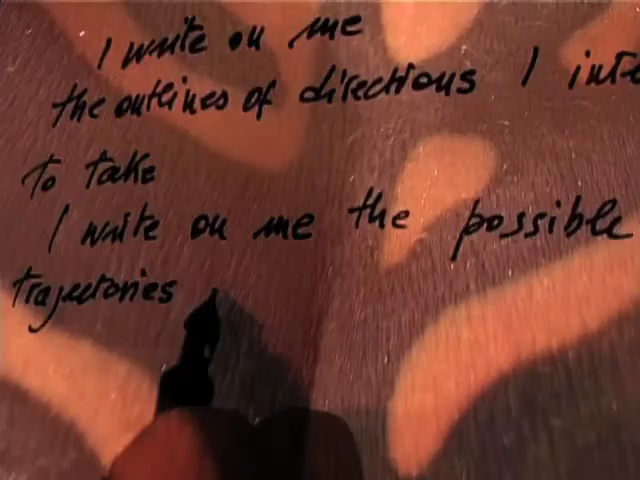 I write on me
the outlines of directions I inte
to take
I write on me the possible
trajectories